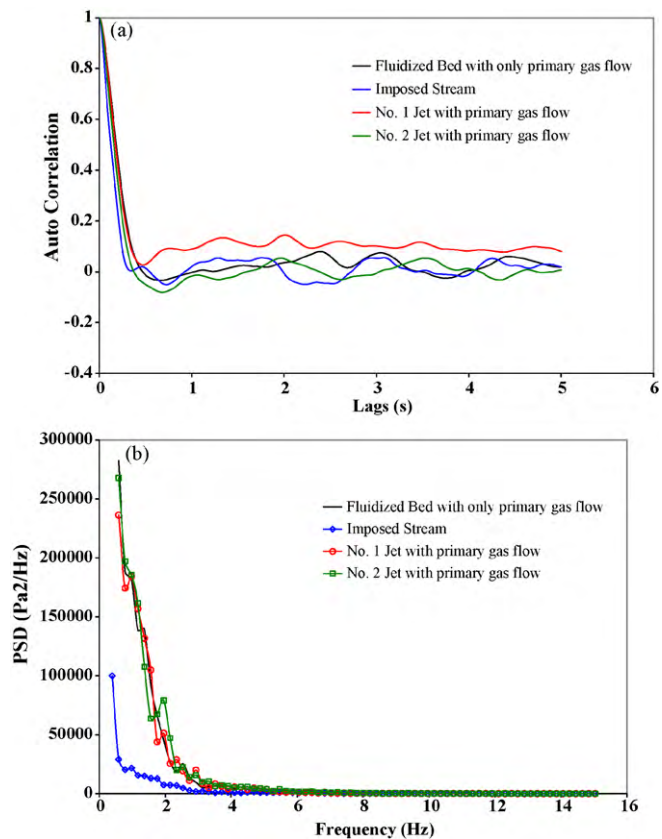 (a)
1
0.8
0.6
0.4
0.2
0
-0.2
-0.4
Auto Correlation
Fluidized Bed with only primary gas flow
Imposed Stream
No. 1 Jet with primary gas flow
No. 2 Jet with primary gas flow
0 1 2 3 4 5 6
Lags (s)
(b)
300000
250000
200000
150000
100000
50000
0
PSD (Pa2/Hz)
Fluidized Bed with only primary gas flow
Imposed Stream
No. 1 Jet with primary gas flow
No. 2 Jet with primary gas flow
0 2 4 6 8 10 12 14 16
Frequency (Hz)